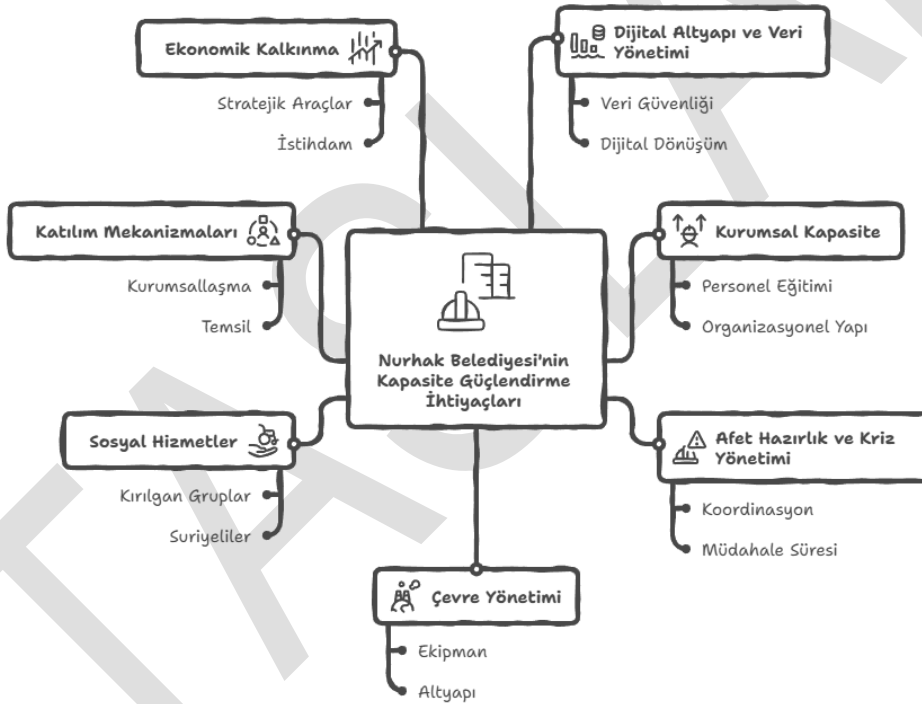 Ekonomik Kalkınma
Stratejik Araçlar
İstihdam
Dijital Altyapı ve Veri
Yönetimi
Veri Güvenliği
Dijital Dönüşüm
Katılım Mekanizmaları
Kurumsallaşma
Temsil
Kurumsal Kapasite
Personel Eğitimi
Organizasyonel Yapı
Nurhak Belediyesi'nin
Kapasite Güçlendirme
İhtiyaçları
Sosyal Hizmetler
Kırılgan Gruplar
Suriyeliler
Afet Hazırlık ve Kriz
Yönetimi
Koordinasyon
Müdahale Süresi
Çevre Yönetimi
Ekipman
Altyapı